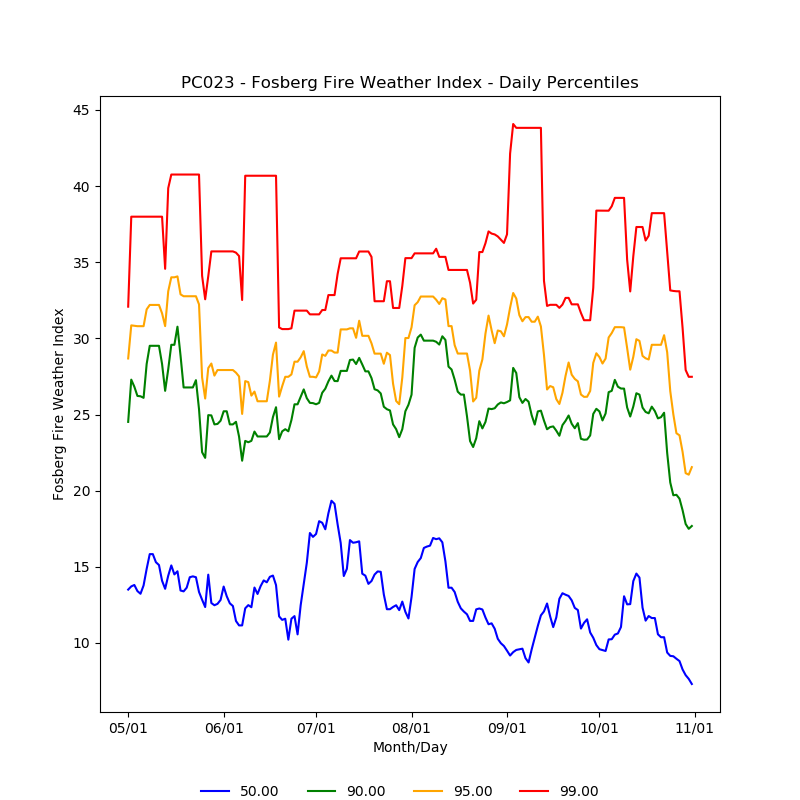 PC023 - Fosberg Fire Weather Index - Daily Percentiles
45
40
35
30
25
20
15
10
Fosberg Fire Weather Index
05/01 06/01 07/01 08/01 09/01 10/01 11/01
Month/Day
50.00 90.00 95.00 99.00